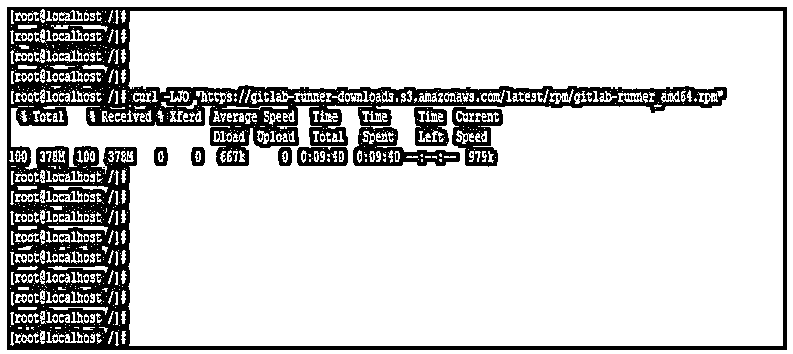 [root@localhost /]#
[root@localhost /]#
[root@localhost /]#
[root@localhost /]#
[root@localhost /]# curl -LJO "https://gitlab-runner-downloads.s3.amazonaws.com/latest/rpm/gitlab-runner_amd64.rpm"
% Total % Received % Xferd Average Speed Time Time Time Current
Dload Upload Total Spent Left Speed
100 378M 100 378M 0 0 667k 0 0:09:40 0:09:40 --:--:-- 979k
[root@localhost /]#
[root@localhost /]#
[root@localhost /]#
[root@localhost /]#
[root@localhost /]#
[root@localhost /]#
[root@localhost /]#
[root@localhost /]#
[root@localhost /]#